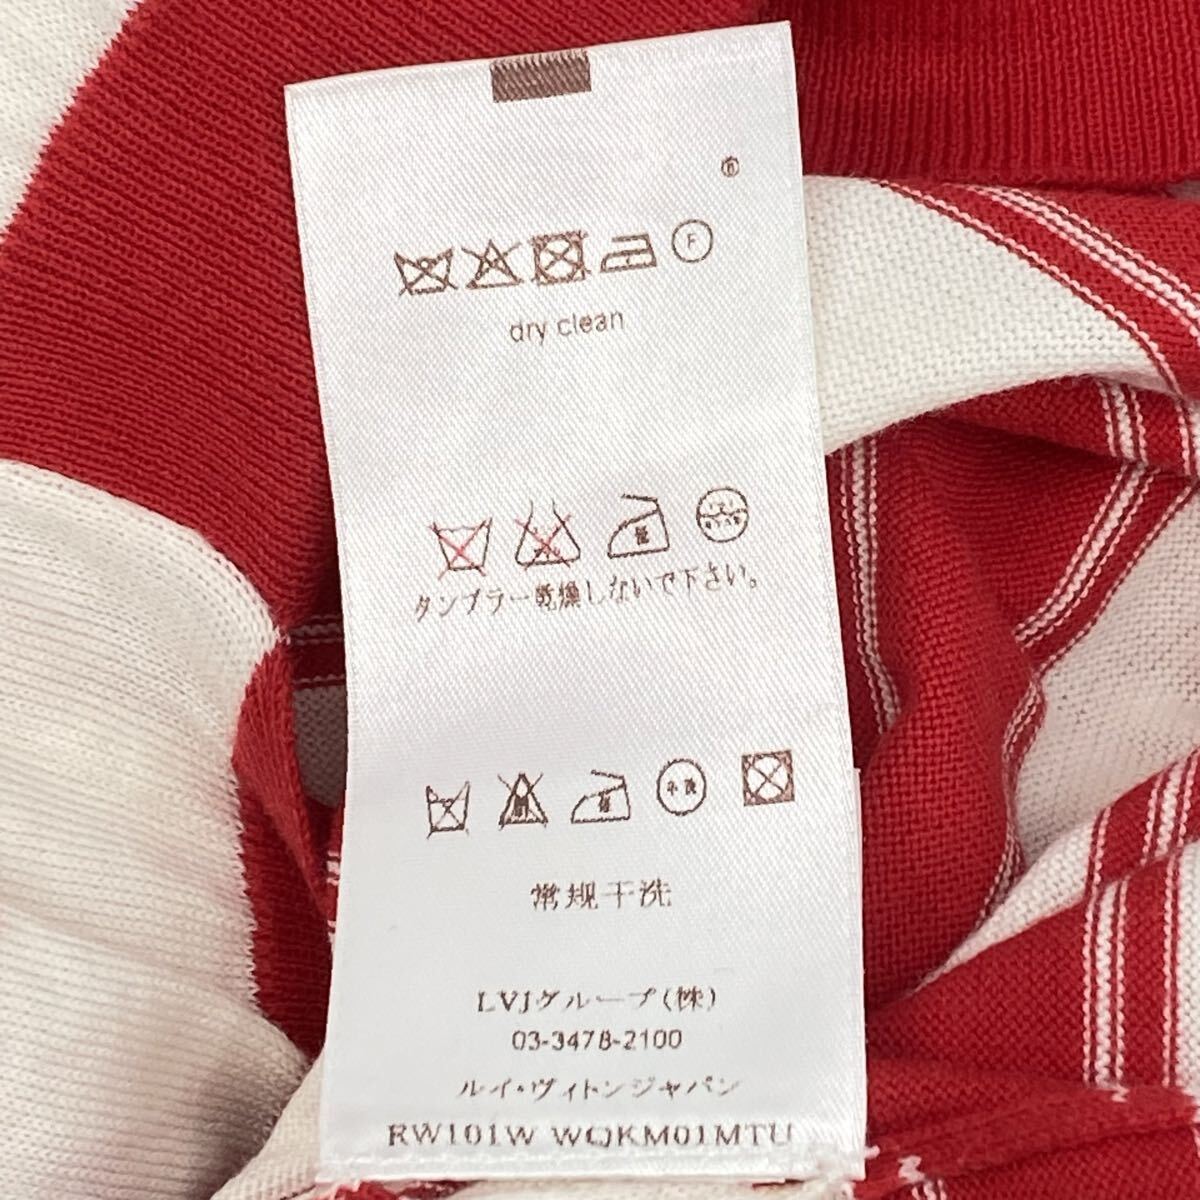 ®
F
dry clean
タンブラー乾燥しないで下さい。
常规干洗
LVJグループ(株)
03-3478-2100
ルイ・ヴィトンジャパン
RW101W WQKM01MTU